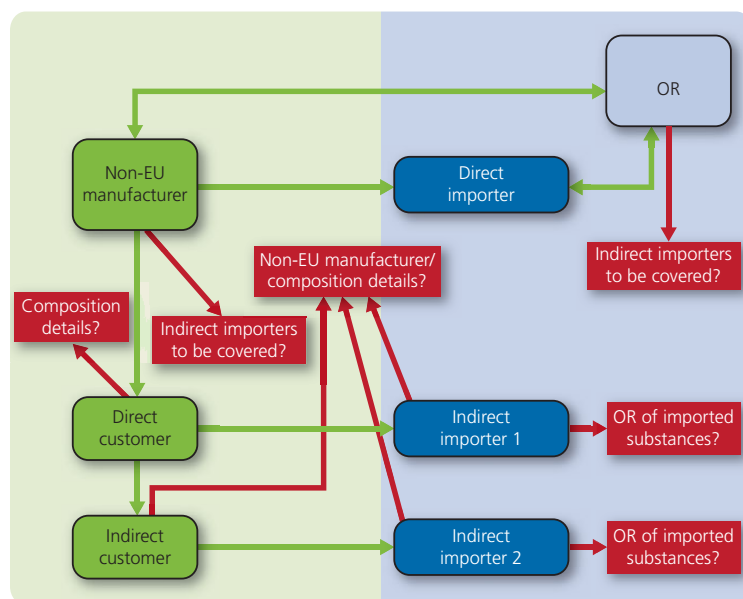 OR
Non-EU
manufacturer
Direct
importer
Non-EU manufacturer/
composition details?
Indirect importers
to be covered?
Composition
details?
Indirect importers
to be covered?
Direct
customer
Indirect
importer 1
OR of imported
substances?
Indirect
customer
Indirect
importer 2
OR of imported
substances?